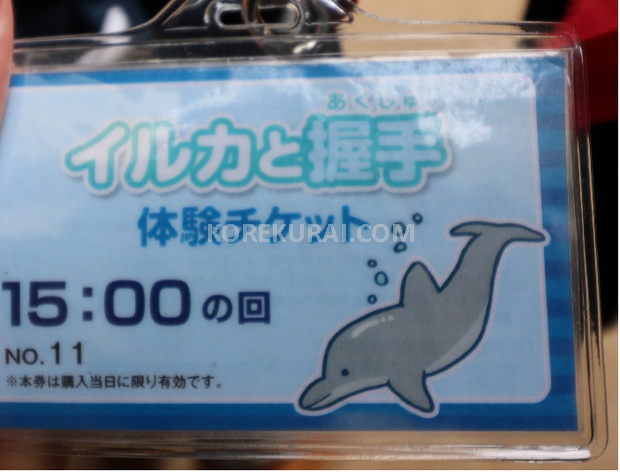 あくしゅ
イルカと握手
体験チケット
KOREKURAI.COM
15:00の回
NO.11
※本券は購入当日に限り有効です。